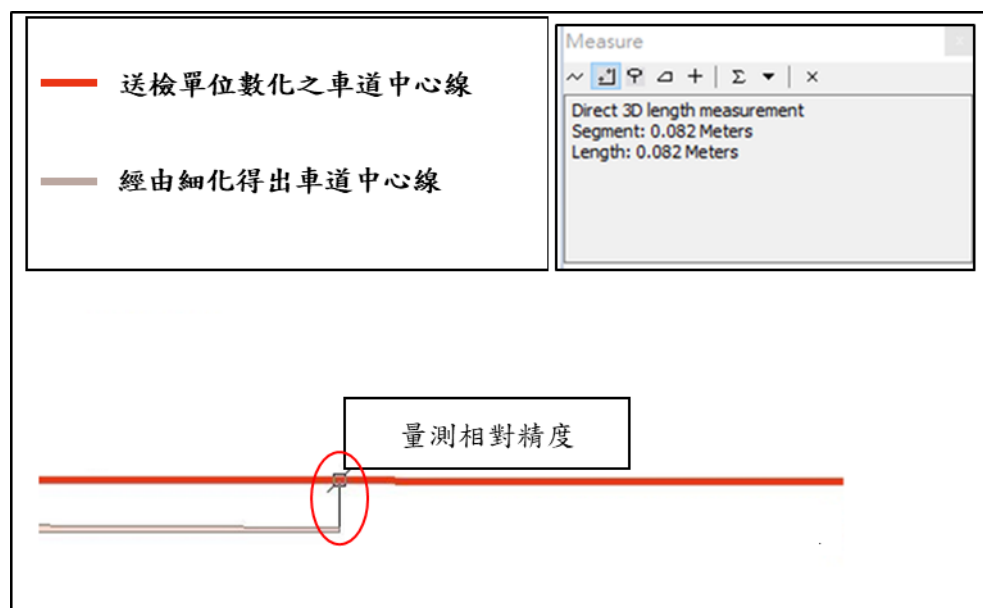 送檢單位數化之車道中心線
經由細化得出車道中心線
Measure
Direct 3D length measurement
Segment: 0.082 Meters
Length: 0.082 Meters
量測相對精度